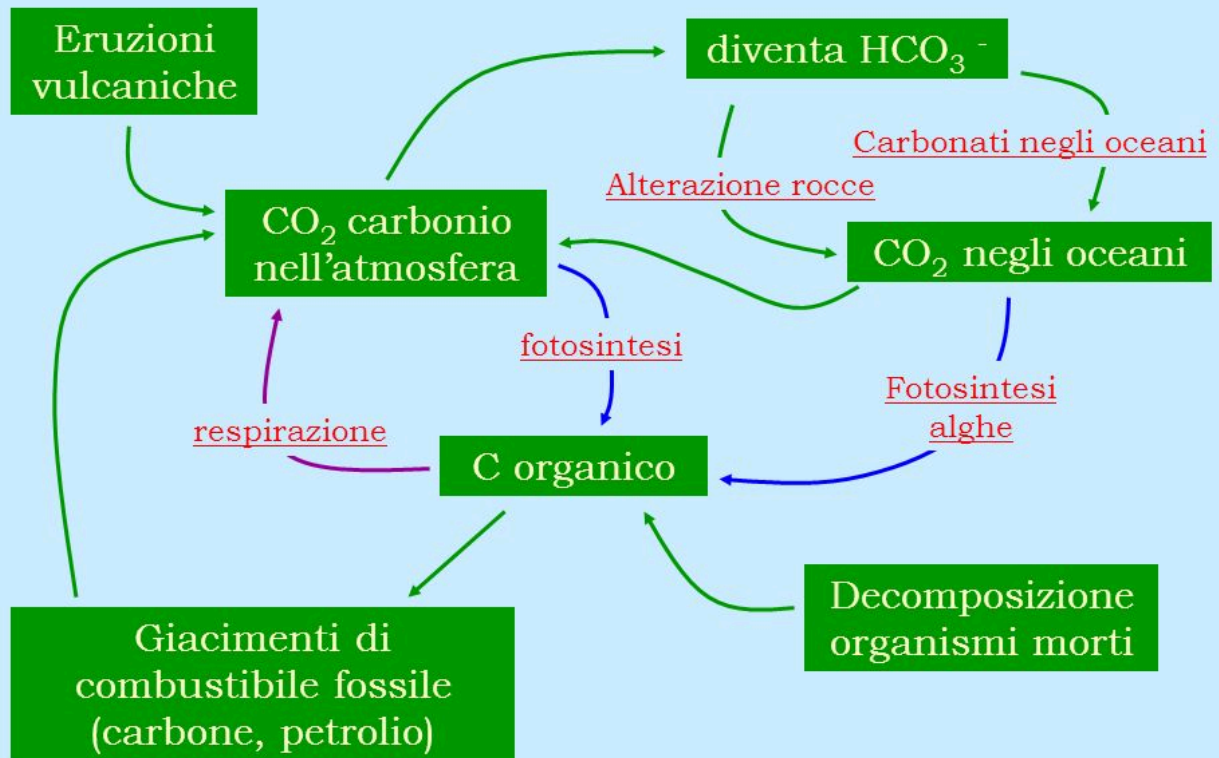 Eruzioni
vulcaniche
diventa HCO₃⁻
Carbonati negli oceani
Alterazione rocce
CO₂ carbonio
nell'atmosfera
CO₂ negli oceani
fotosintesi
Fotosintesi
alghe
respirazione
C organico
Decomposizione
organismi morti
Giacimenti di
combustibile fossile
(carbone, petrolio)